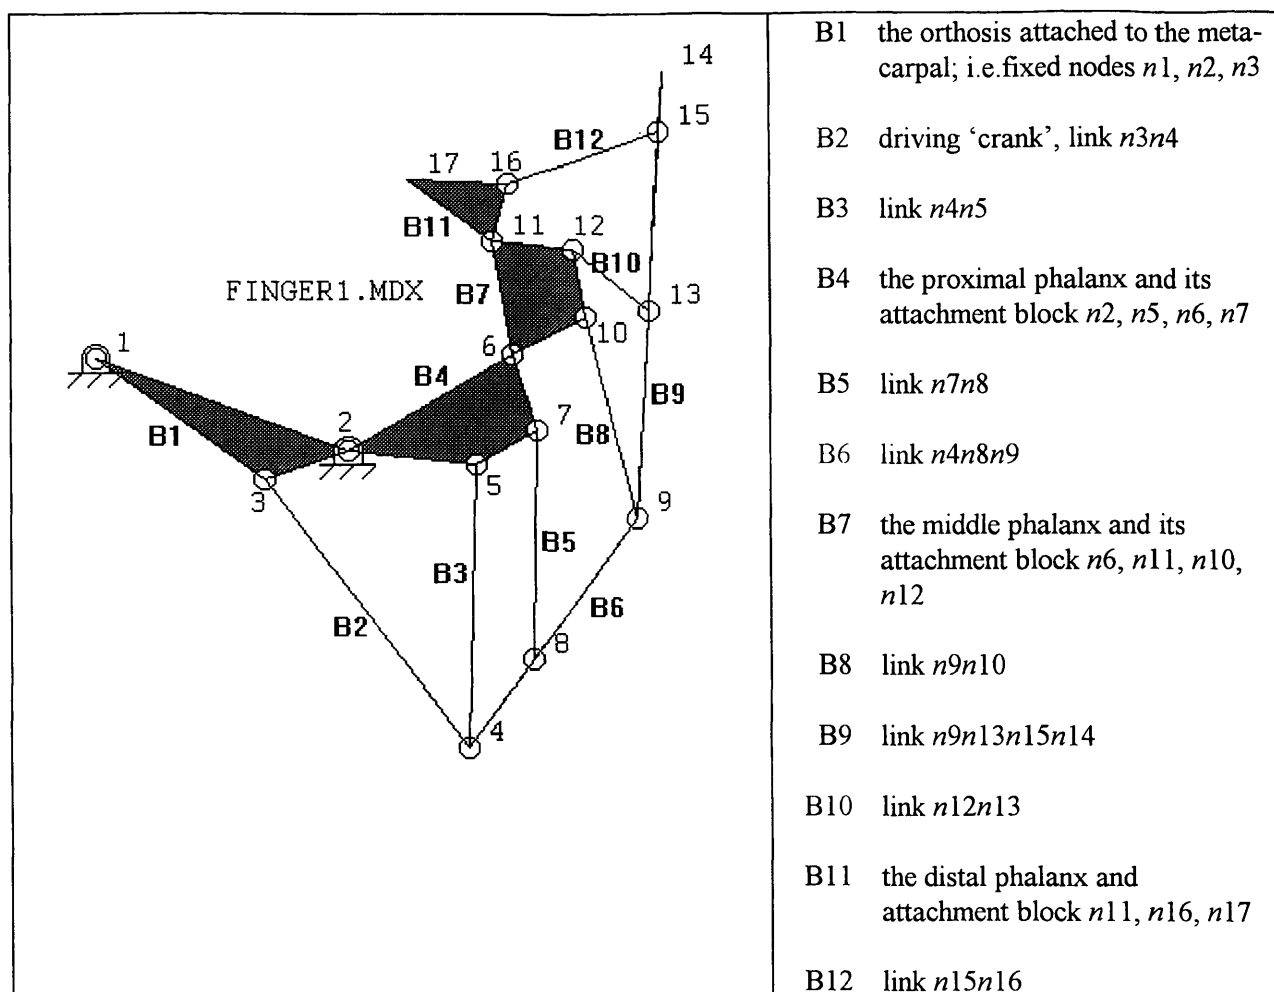 14
15
B12
17
16
B11
11
12
B10
FINGER1.MDX
B7
13
10
1
6
B4
B9
2
7
B1
B8
3
5
9
B5
B3
B6
B2
8
4
B1 the orthosis attached to the meta-
carpal; i.e.fixed nodes n1, n2, n3
B2 driving ‘crank’, link n3n4
B3 link n4n5
B4 the proximal phalanx and its
attachment block n2, n5, n6, n7
B5 link n7n8
B6 link n4n8n9
B7 the middle phalanx and its
attachment block n6, n11, n10,
n12
B8 link n9n10
B9 link n9n13n15n14
B10 link n12n13
B11 the distal phalanx and
attachment block n11, n16, n17
B12 link n15n16